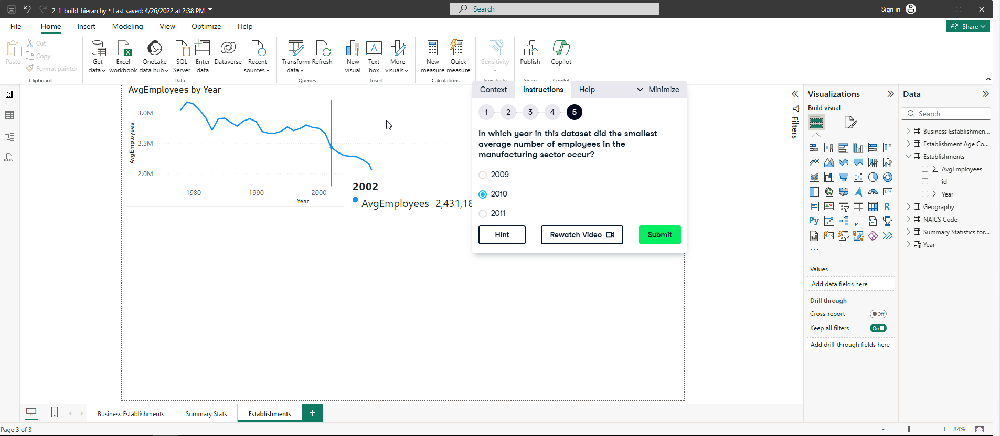 2_1_build_hierarchy • Last saved: 4/26/2022 at 2:38 PM
Search
Sign in
File Home Insert Modeling View Optimize Help
Share
Paste
Cut
Copy
Format painter
Clipboard
Get data
Excel workbook
OneLake data hub
SQL Server
Enter data
Dataverse
Recent sources
Data
Transform data
Refresh
Queries
New visual
Text box
More visuals
Insert
New measure
Quick measure
Calculations
Sensitivity
Sensitivity
Publish
Share
Copilot
Copilot
AvgEmployees by Year
AvgEmployees
3.0M
2.5M
2.0M
1980 1990 2000
Year
2002
AvgEmployees 2,431,18
Context Instructions Help Minimize
1 2 3 4 5
In which year in this dataset did the smallest
average number of employees in the
manufacturing sector occur?
2009
2010
2011
Hint
Rewatch Video
Submit
Filters
Visualizations
Build visual
123
R
Py
123
...
Values
Add data fields here
Drill through
Cross-report
Off
Keep all filters
On
Add drill-through fields here
Data
Search
Business Establishmen...
Establishment Age Co...
Establishments
AvgEmployees
id
Year
Geography
NAICS Code
Summary Statistics for...
Year
DAX
Business Establishments
Summary Stats
Establishments
+
Page 3 of 3
- + 84%